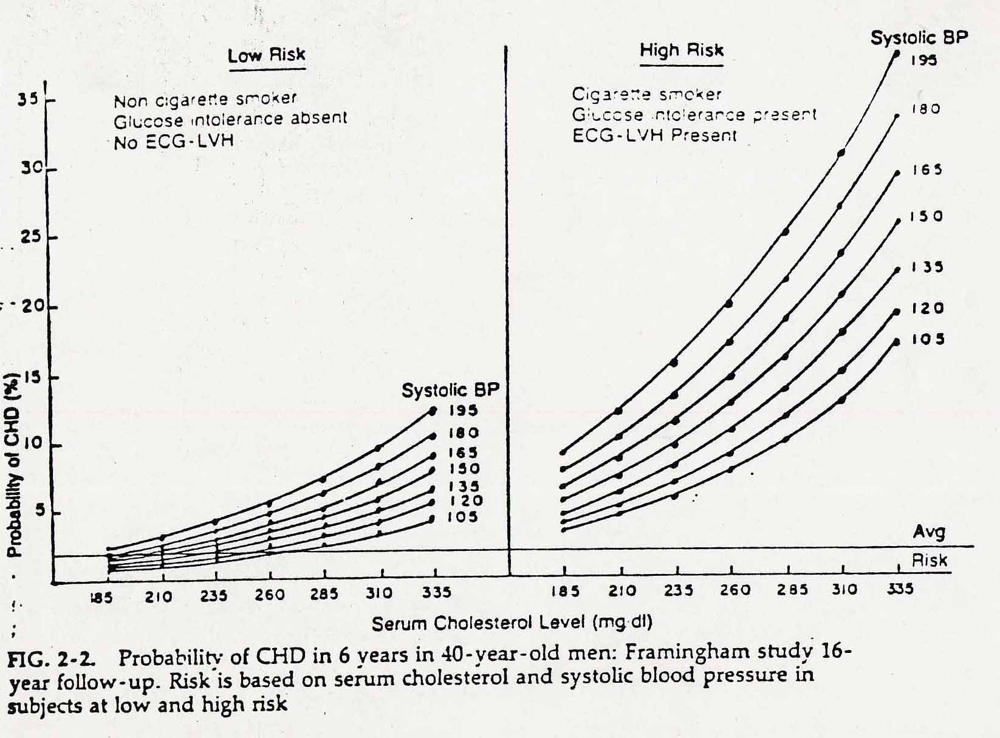 Low Risk
Non cigarette smoker
Glucose intolerance absent
No ECG-LVH
High Risk
Cigarette smoker
Glucose intolerance present
ECG-LVH Present
Systolic BP
195
180
165
150
135
120
105
Systolic BP
195
180
165
150
135
120
105
Probability of CHD (%)
35
30
25
20
15
10
5
Avg
Risk
185 210 235 260 285 310 335
185 210 235 260 285 310 335
Serum Cholesterol Level (mg·dl)
FIG. 2-2. Probability of CHD in 6 years in 40-year-old men: Framingham study 16-
year follow-up. Risk is based on serum cholesterol and systolic blood pressure in
subjects at low and high risk